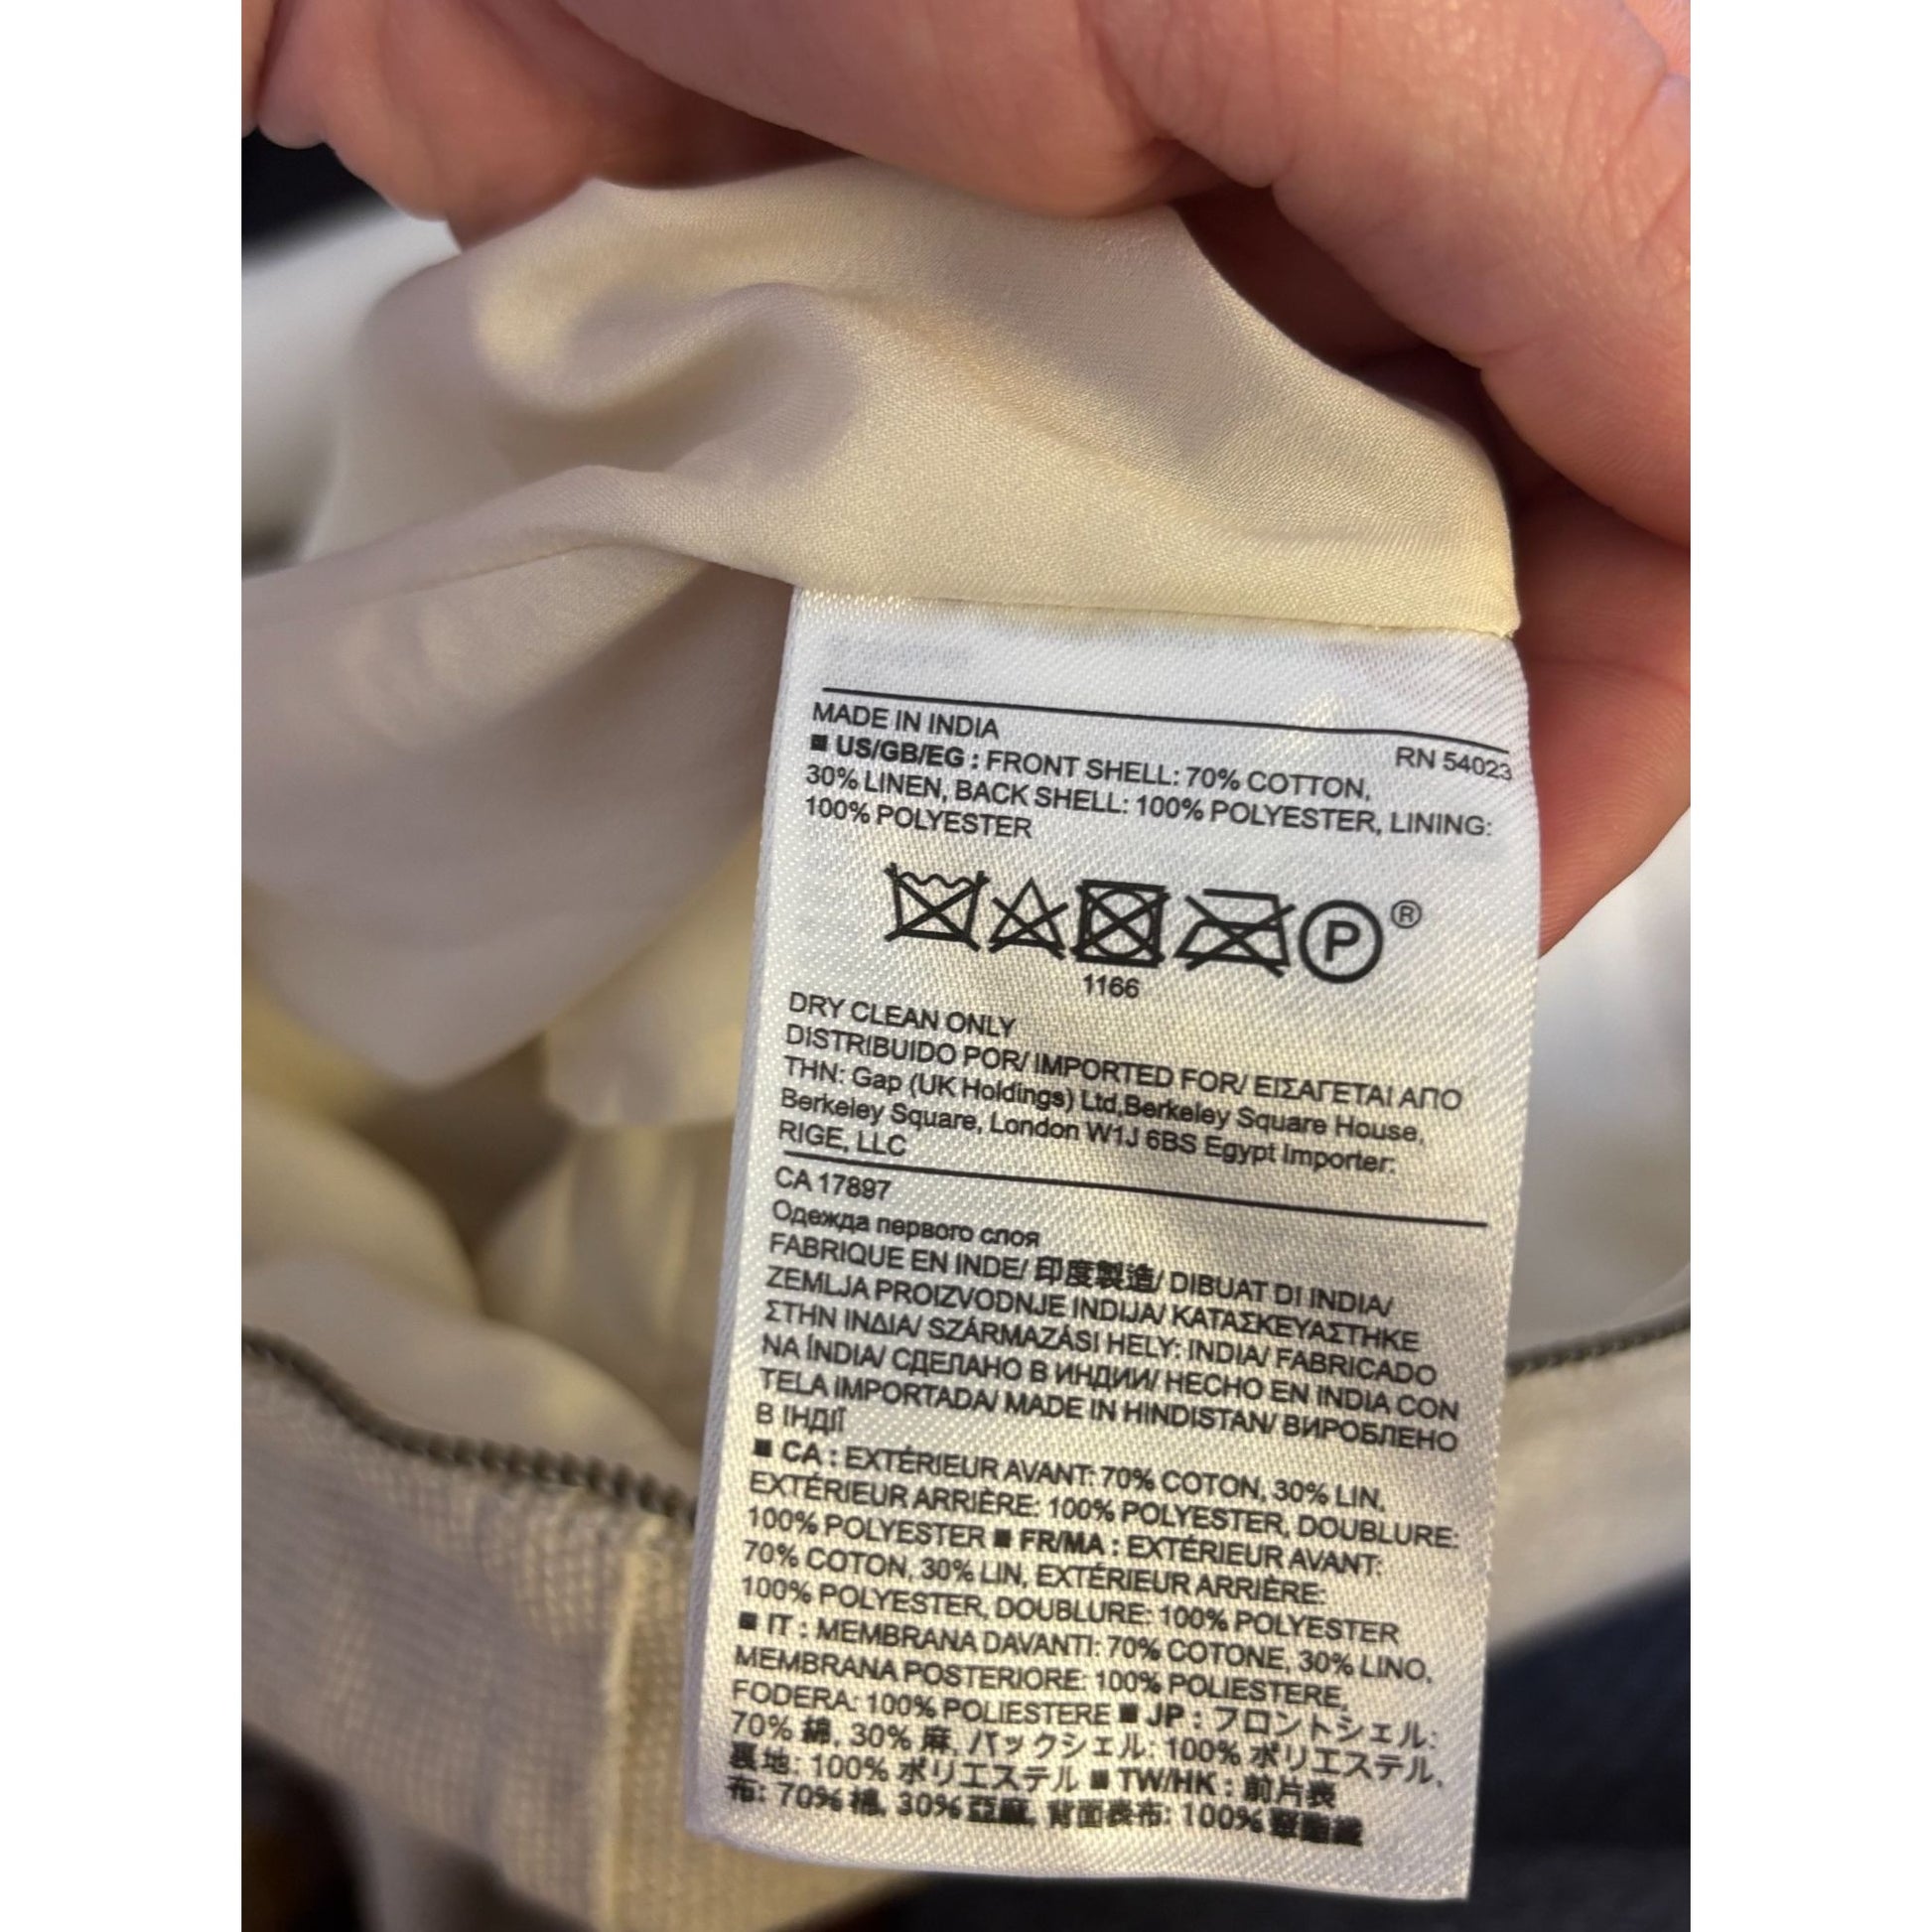 MADE IN INDIA
RN 54023
■ US/GB/EG : FRONT SHELL: 70% COTTON,
30% LINEN, BACK SHELL: 100% POLYESTER, LINING:
100% POLYESTER
P ®
1166
DRY CLEAN ONLY
DISTRIBUIDO POR/ IMPORTED FOR/ ΕΙΣΑΓΕΤΑΙ ΑΠΟ
THN: Gap (UK Holdings) Ltd,Berkeley Square House,
Berkeley Square, London W1J 6BS Egypt Importer:
RIGE, LLC
CA 17897
Одежда первого слоя
FABRIQUE EN INDE/ 印度製造/ DIBUAT DI INDIA/
ZEMLJA PROIZVODNJE INDIJA/ ΚΑΤΑΣΚΕΥΑΣΤΗΚΕ
ΣΤΗΝ ΙΝΔΙΑ/ SZÁRMAZÁSI HELY: INDIA/ FABRICADO
NA ÍNDIA/ СДЕЛАНО В ИНДИИ/ HECHO EN INDIA CON
TELA IMPORTADA/ MADE IN HINDISTAN/ ВИРОБЛЕНО
В ІНДІЇ
■ CA : EXTÉRIEUR AVANT: 70% COTON, 30% LIN,
EXTÉRIEUR ARRIÈRE: 100% POLYESTER, DOUBLURE:
100% POLYESTER ■ FR/MA : EXTÉRIEUR AVANT:
70% COTON, 30% LIN, EXTÉRIEUR ARRIÈRE:
100% POLYESTER, DOUBLURE: 100% POLYESTER
■ IT : MEMBRANA DAVANTI: 70% COTONE, 30% LINO,
MEMBRANA POSTERIORE: 100% POLIESTERE,
FODERA: 100% POLIESTERE ■ JP : フロントシェル:
70% 綿, 30% 麻, バックシェル: 100% ポリエステル,
裏地: 100% ポリエステル ■ TW/HK : 前片表
布: 70% 棉, 30% 亞麻, 背面表布: 100% 聚酯纖